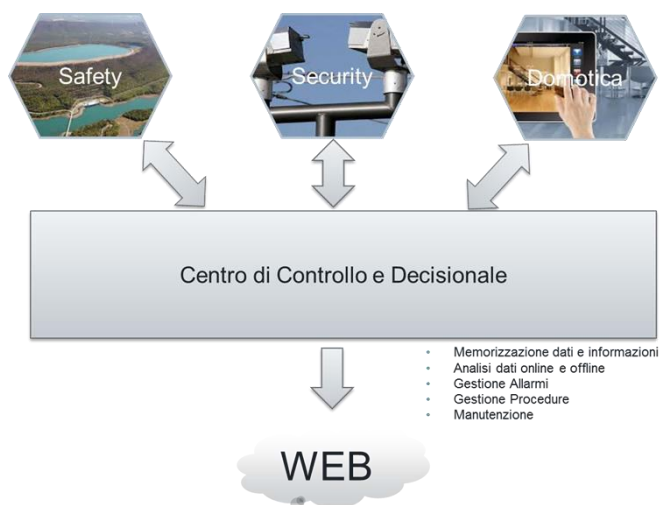 Safety
Security
Domotica
Centro di Controllo e Decisionale
• Memorizzazione dati e informazioni
• Analisi dati online e offline
• Gestione Allarmi
• Gestione Procedure
• Manutenzione
WEB